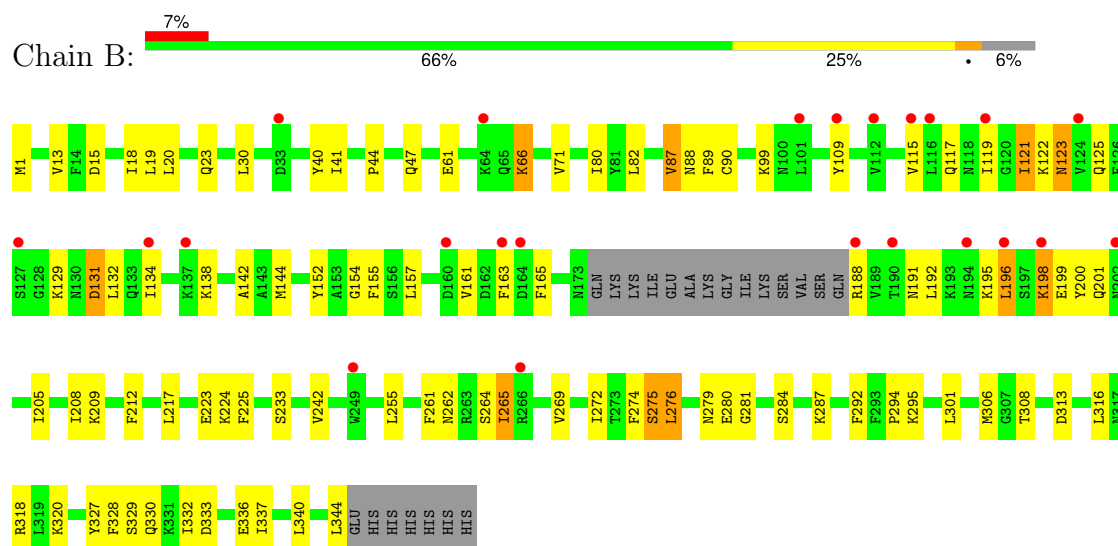 7%
Chain B:
66% 25% • 6%
M1 V13 F14 D15 I18 L19 L20 Q23 L30 D33 Y40 I41 P44 Q47 E61 K64 Q65 K66 V71 I80 Y81 L82 V87 N88 F89 C90 K99 N100 L101 Y109 V112 V115 L116 Q117 N118 I119 G120 I121 K122 N123 V124 Q125 E126
S127 G128 K129 N130 D131 L132 Q133 I134 K137 K138 A142 A143 M144 Y152 A153 G154 F155 S156 L157 D160 V161 D162 F163 D164 F165 N173 GLN LYS LYS ILE GLU ALA LYS GLY ILE LYS SER VAL SER GLN R188 V189 T190 N191 L192 K193 N194 K195 L196 S197 K198 E199 Y200 Q201 N202
I205 I208 K209 F212 L217 E223 K224 F225 S233 V242 W249 L255 F261 N262 R263 S264 I265 R266 V269 I272 T273 F274 S275 L276 N279 E280 G281 S284 K287 F292 F293 P294 K295 L301 M306 G307 T308 D313 L316 N317
R318 L319 K320 Y327 F328 S329 Q330 K331 I332 D333 E336 I337 L340 L344 GLU HIS HIS HIS HIS HIS HIS